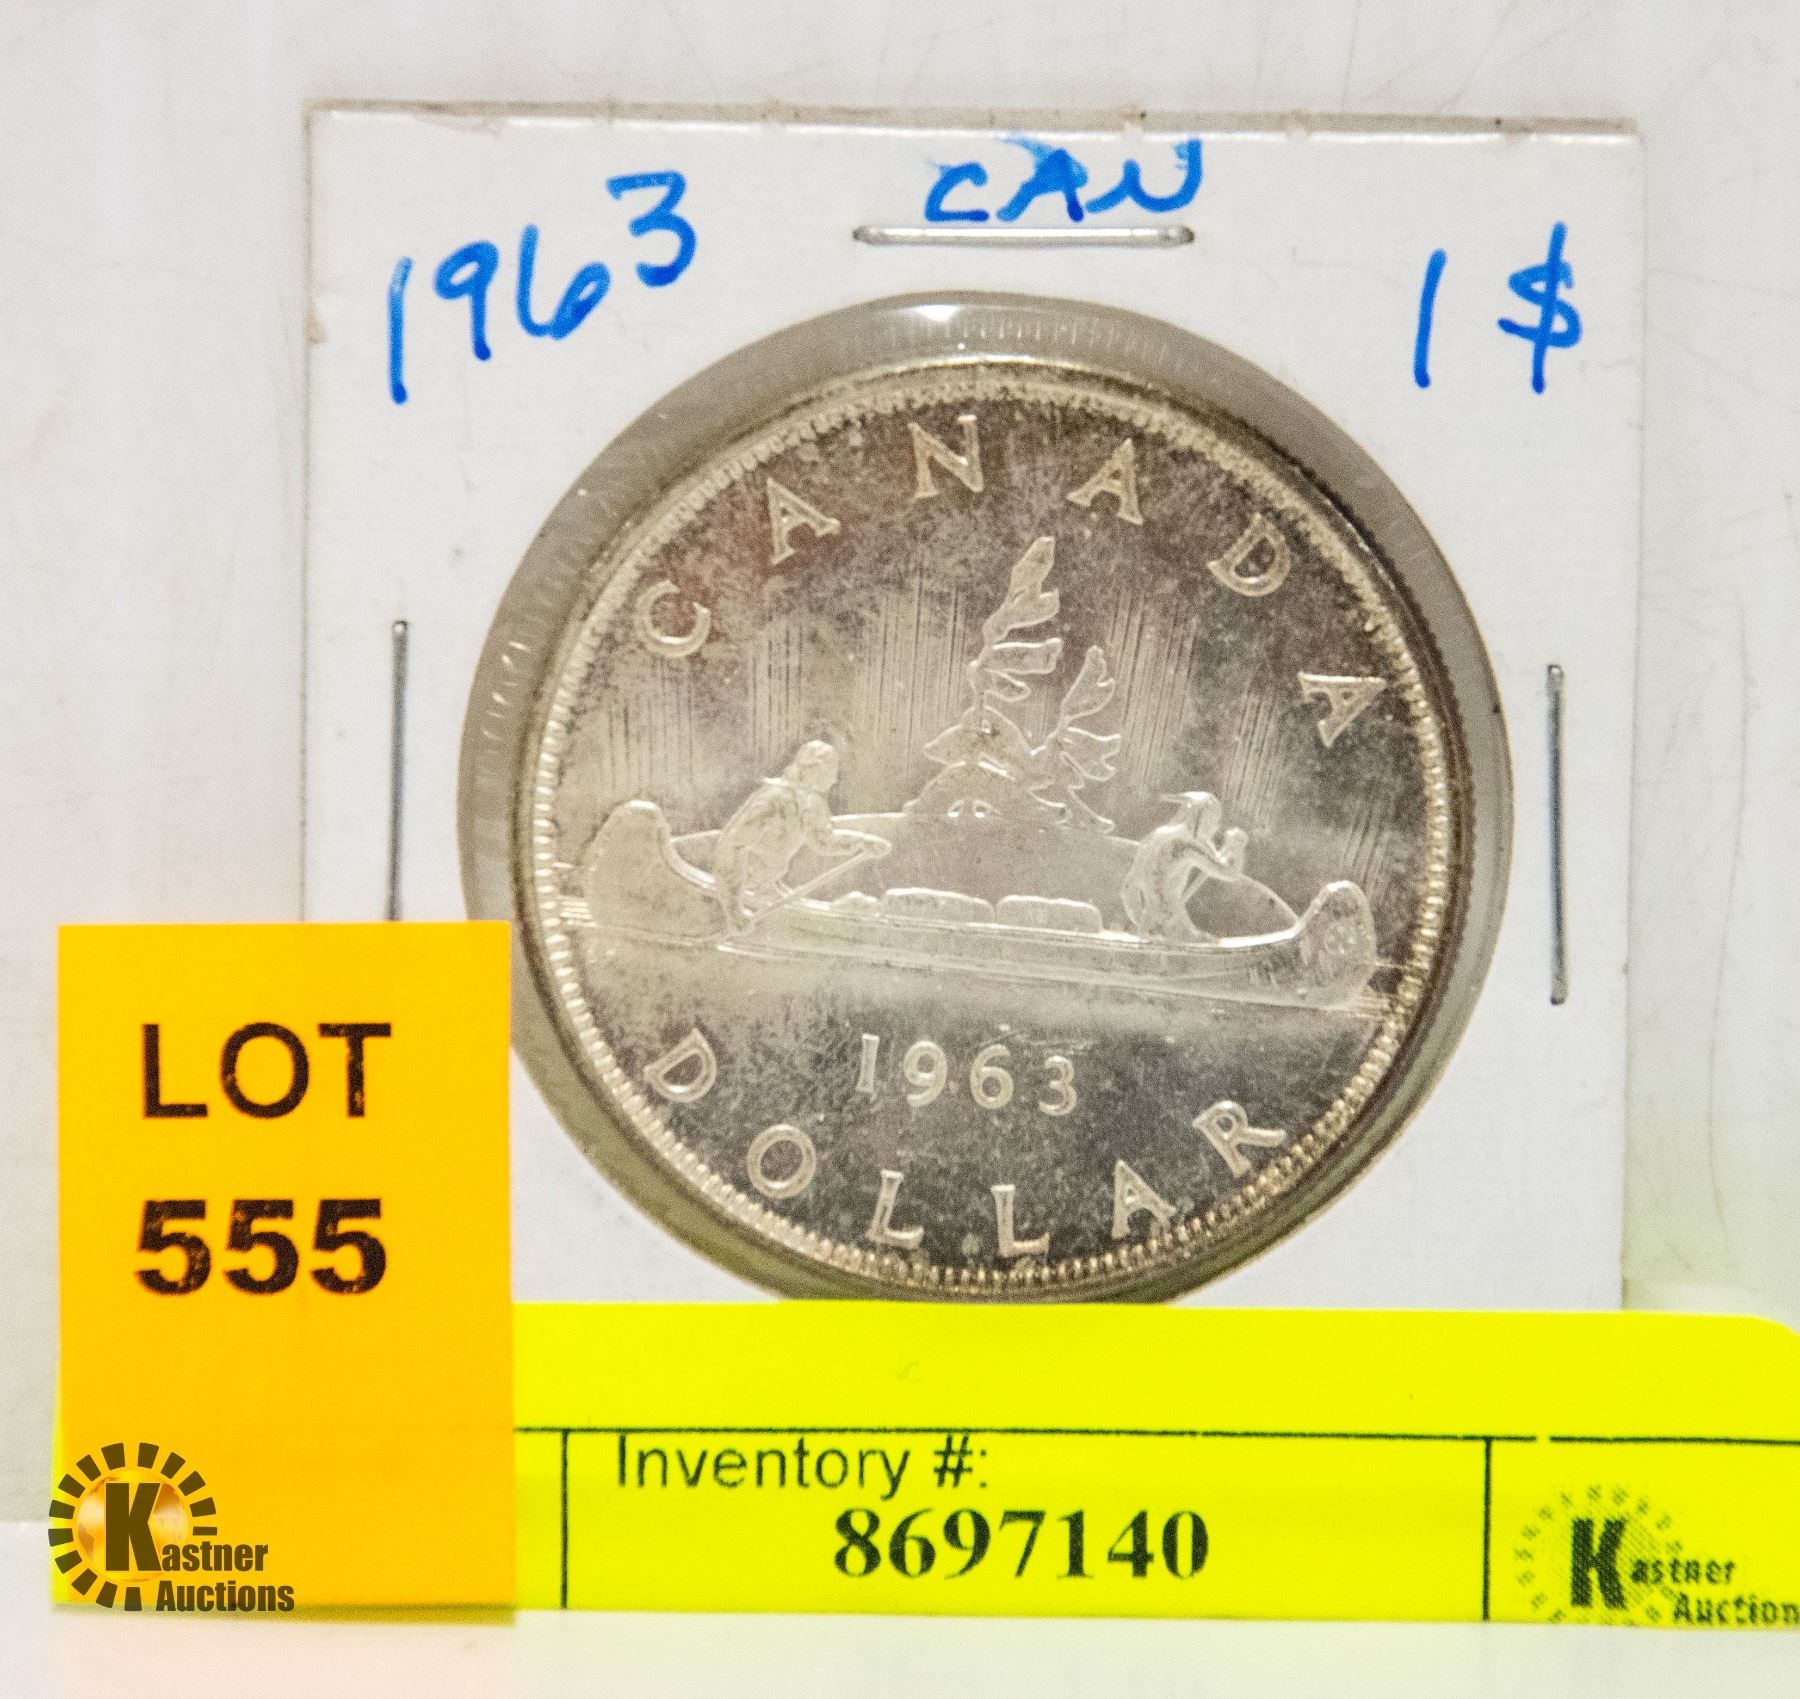 1963 CAN 1 $
CANADA
1963
DOLLAR
LOT
555
Inventory #:
8697140
Kastner
Auctions
Kastner
Auction